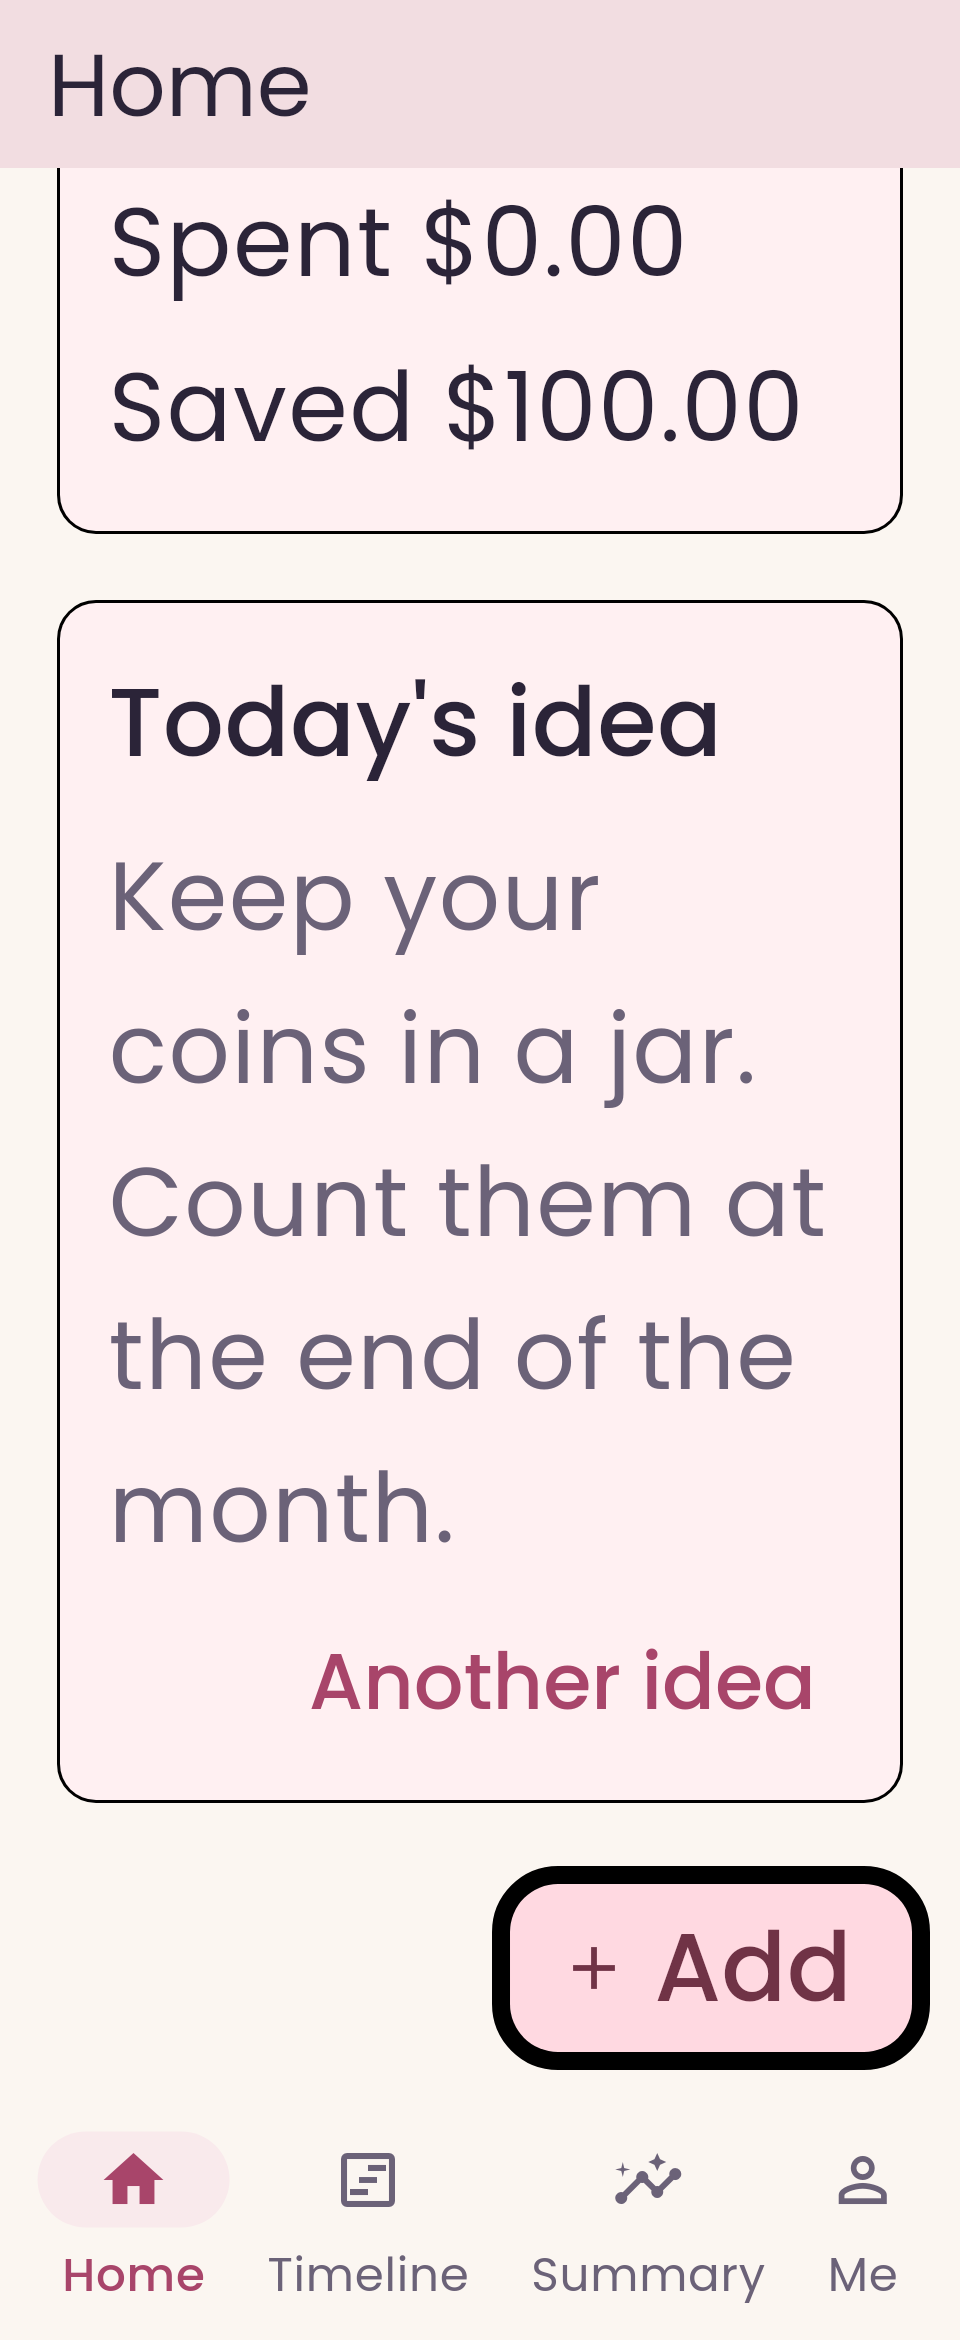 Home
Spent $0.00
Saved $100.00
Today's idea
Keep your
coins in a jar.
Count them at
the end of the
month.
Another idea
+ Add
Home Timeline Summary Me